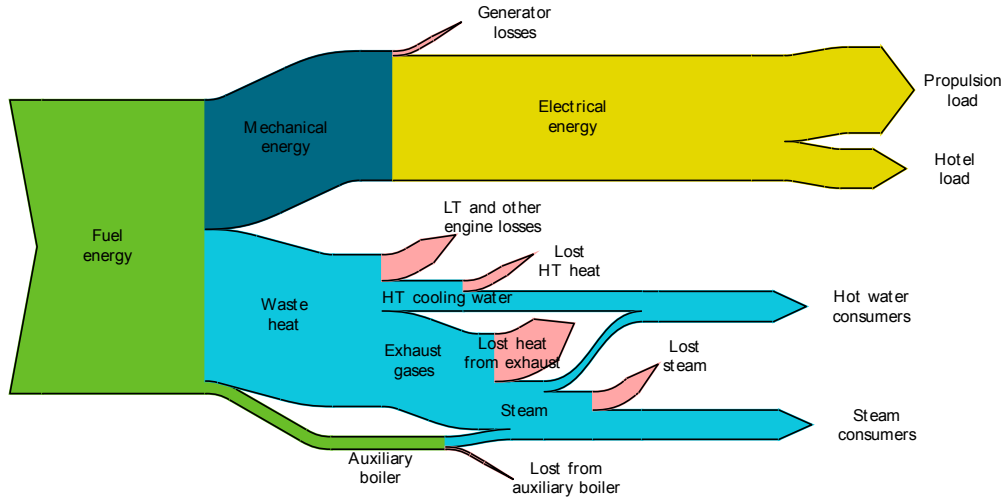 Generator
losses
Propulsion
load
Mechanical
energy
Electrical
energy
Hotel
load
LT and other
engine losses
Fuel
energy
Lost
HT heat
Waste
heat
HT cooling water
Hot water
consumers
Exhaust
gases
Lost heat
from exhaust
Lost
steam
Steam
Steam
consumers
Auxiliary
boiler
Lost from
auxiliary boiler